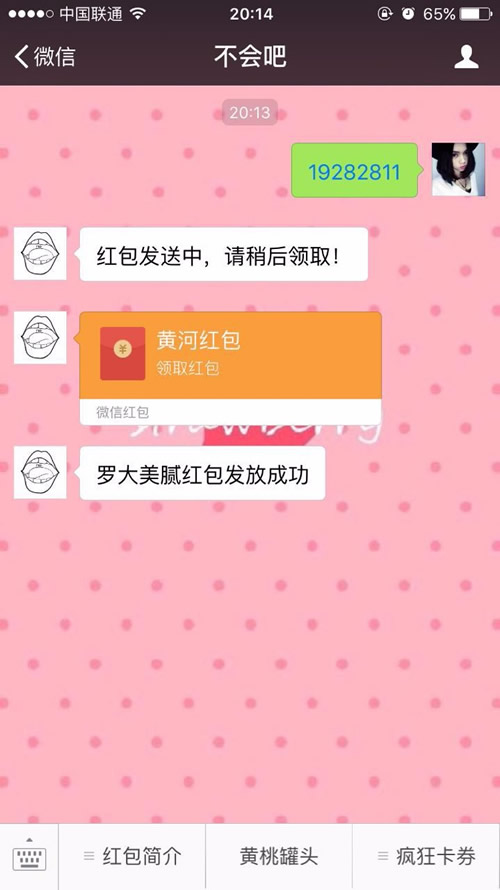 中国联通 20:14 65%
微信 不会吧
20:13
19282811
红包发送中，请稍后领取！
黄河红包
领取红包
微信红包
strawberry
罗大美腻红包发放成功
红包简介 黄桃罐头 疯狂卡券